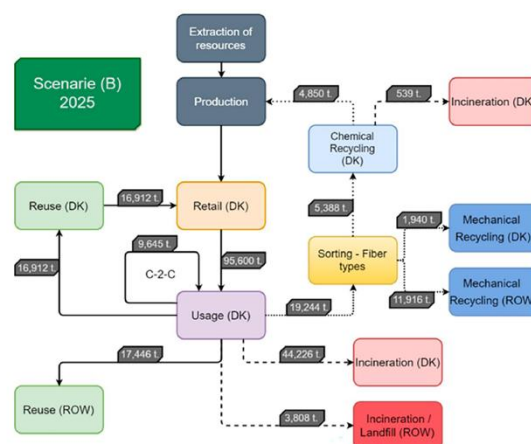 Extraction of
resources
Scenarie (B)
2025
Production
4,850 t.
539 t.
Incineration (DK)
Chemical
Recycling
(DK)
Reuse (DK)
16,912 t.
Retail (DK)
5,388 t.
1,940 t.
Mechanical
Recycling (DK)
9,645 t.
C-2-C
95,600 t.
Sorting - Fiber
types
16,912 t.
11,916 t.
Mechanical
Recycling (ROW)
Usage (DK)
19,244 t.
17,446 t.
44,226 t.
Incineration (DK)
Reuse (ROW)
3,808 t.
Incineration /
Landfill (ROW)